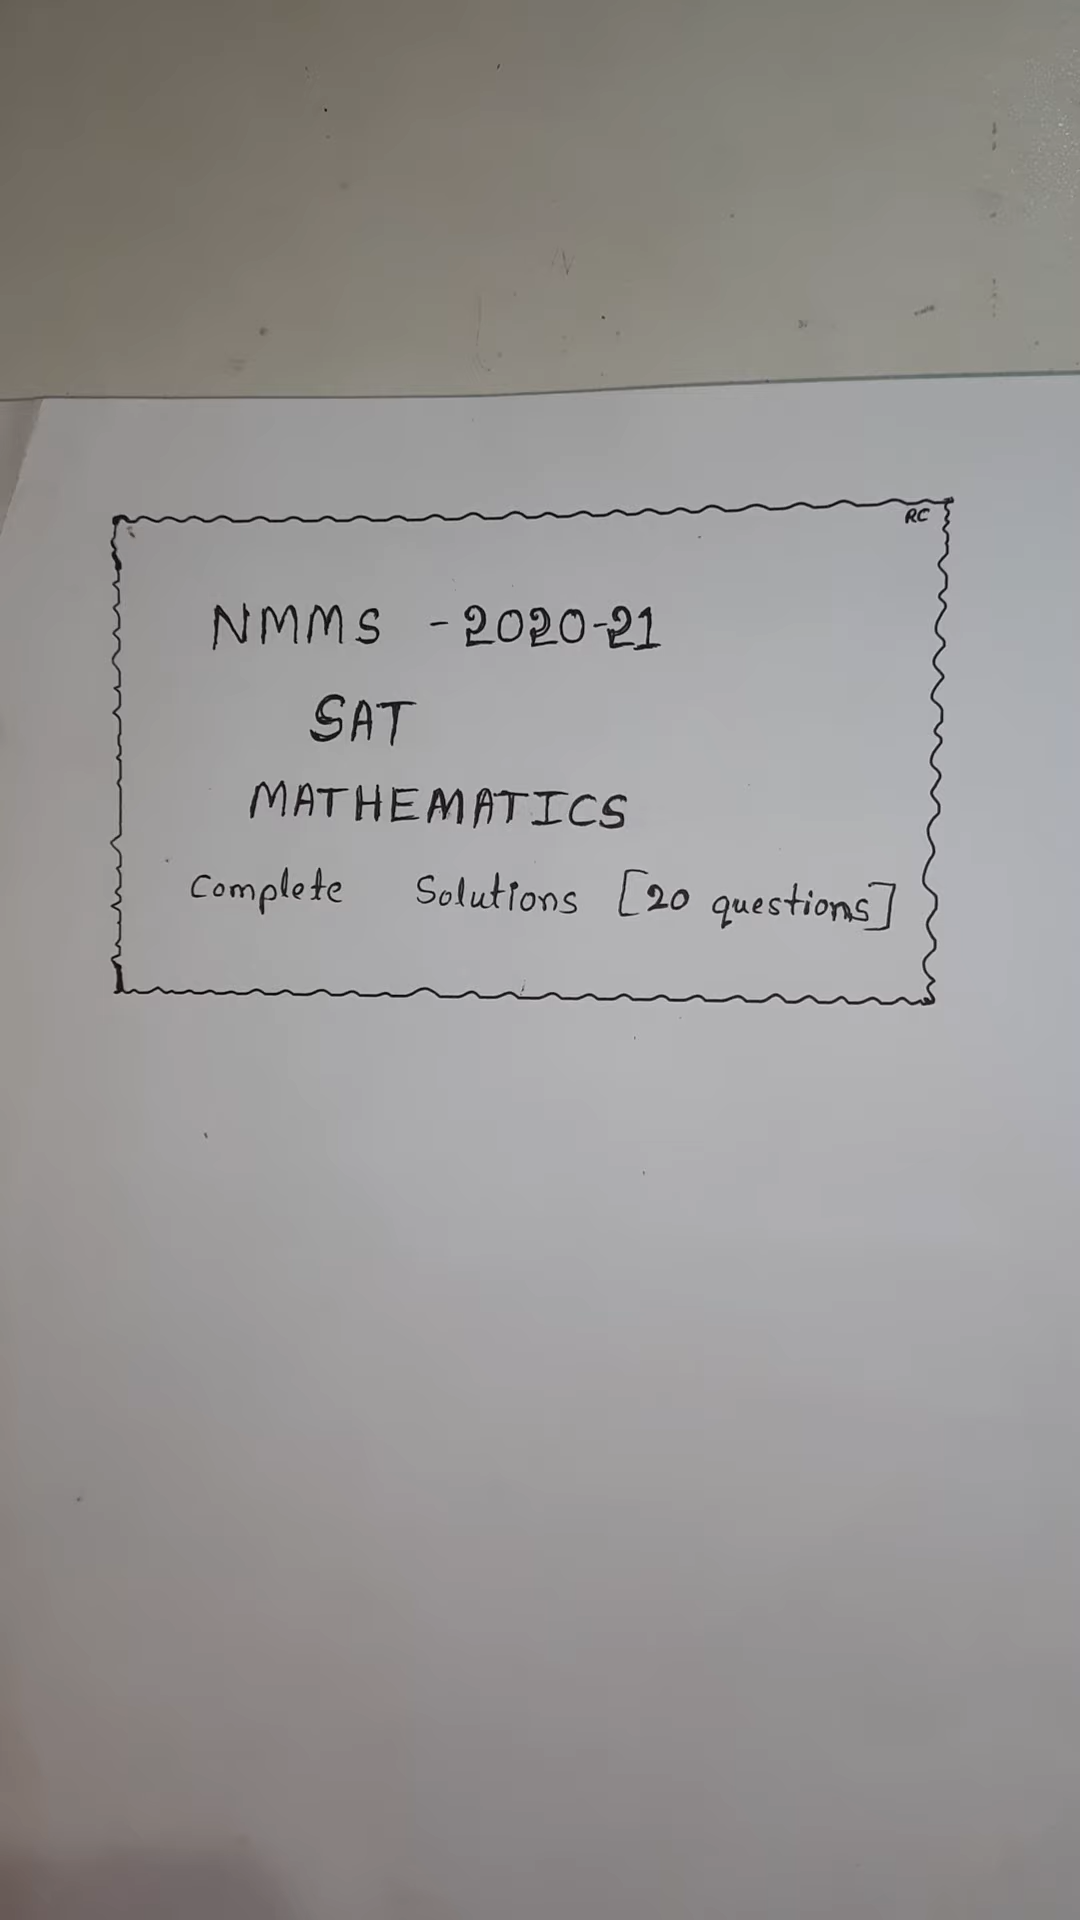 RC
NMMS - 2020-21
SAT
MATHEMATICS
Complete Solutions [20 questions]